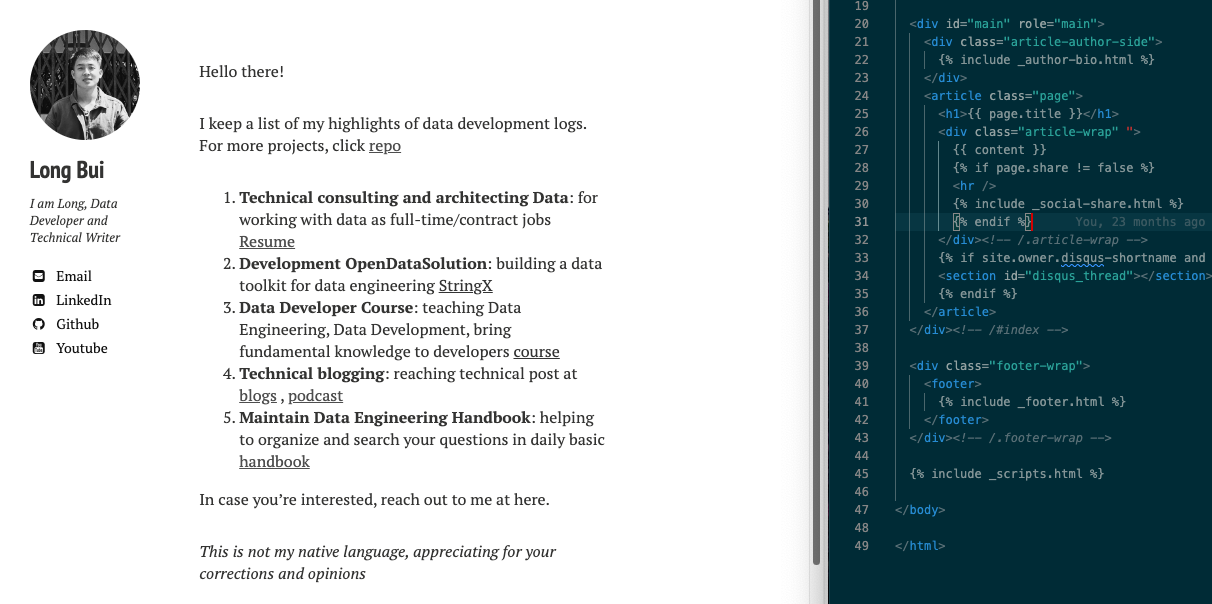 Long Bui
I am Long, Data
Developer and
Technical Writer
Email
LinkedIn
Github
Youtube
Hello there!
I keep a list of my highlights of data development logs.
For more projects, click repo
1. Technical consulting and architecting Data: for
working with data as full-time/contract jobs
Resume
2. Development OpenDataSolution: building a data
toolkit for data engineering StringX
3. Data Developer Course: teaching Data
Engineering, Data Development, bring
fundamental knowledge to developers course
4. Technical blogging: reaching technical post at
blogs , podcast
5. Maintain Data Engineering Handbook: helping
to organize and search your questions in daily basic
handbook
In case you’re interested, reach out to me at here.
This is not my native language, appreciating for your
corrections and opinions
19
20 <div id="main" role="main">
21 <div class="article-author-side">
22 {% include _author-bio.html %}
23 </div>
24 <article class="page">
25 <h1>{{ page.title }}</h1>
26 <div class="article-wrap" ">
27 {{ content }}
28 {% if page.share != false %}
29 <hr />
30 {% include _social-share.html %}
31 {% endif %} You, 23 months ago
32 </div><!-- /.article-wrap -->
33 {% if site.owner.disqus-shortname and
34 <section id="disqus_thread"></section>
35 {% endif %}
36 </article>
37 </div><!-- /#index -->
38
39 <div class="footer-wrap">
40 <footer>
41 {% include _footer.html %}
42 </footer>
43 </div><!-- /.footer-wrap -->
44
45 {% include _scripts.html %}
46
47 </body>
48
49 </html>